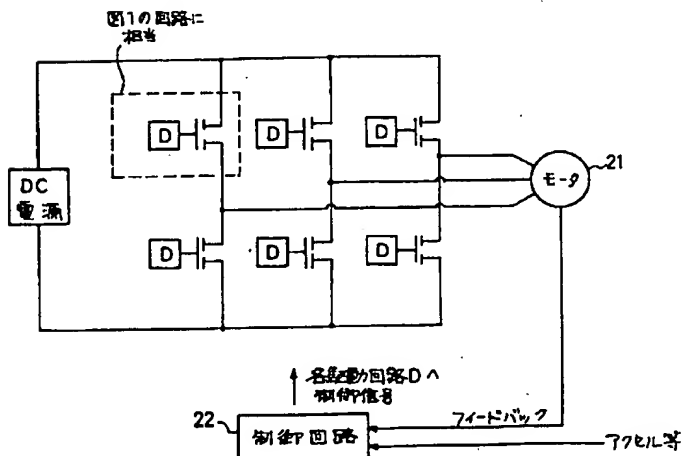 図1の回路に
相当
D
D
D
DC
電源
モータ
21
D
D
D
各駆動回路Dへ
制御信号
22
制御回路
フィードバック
アクセル等